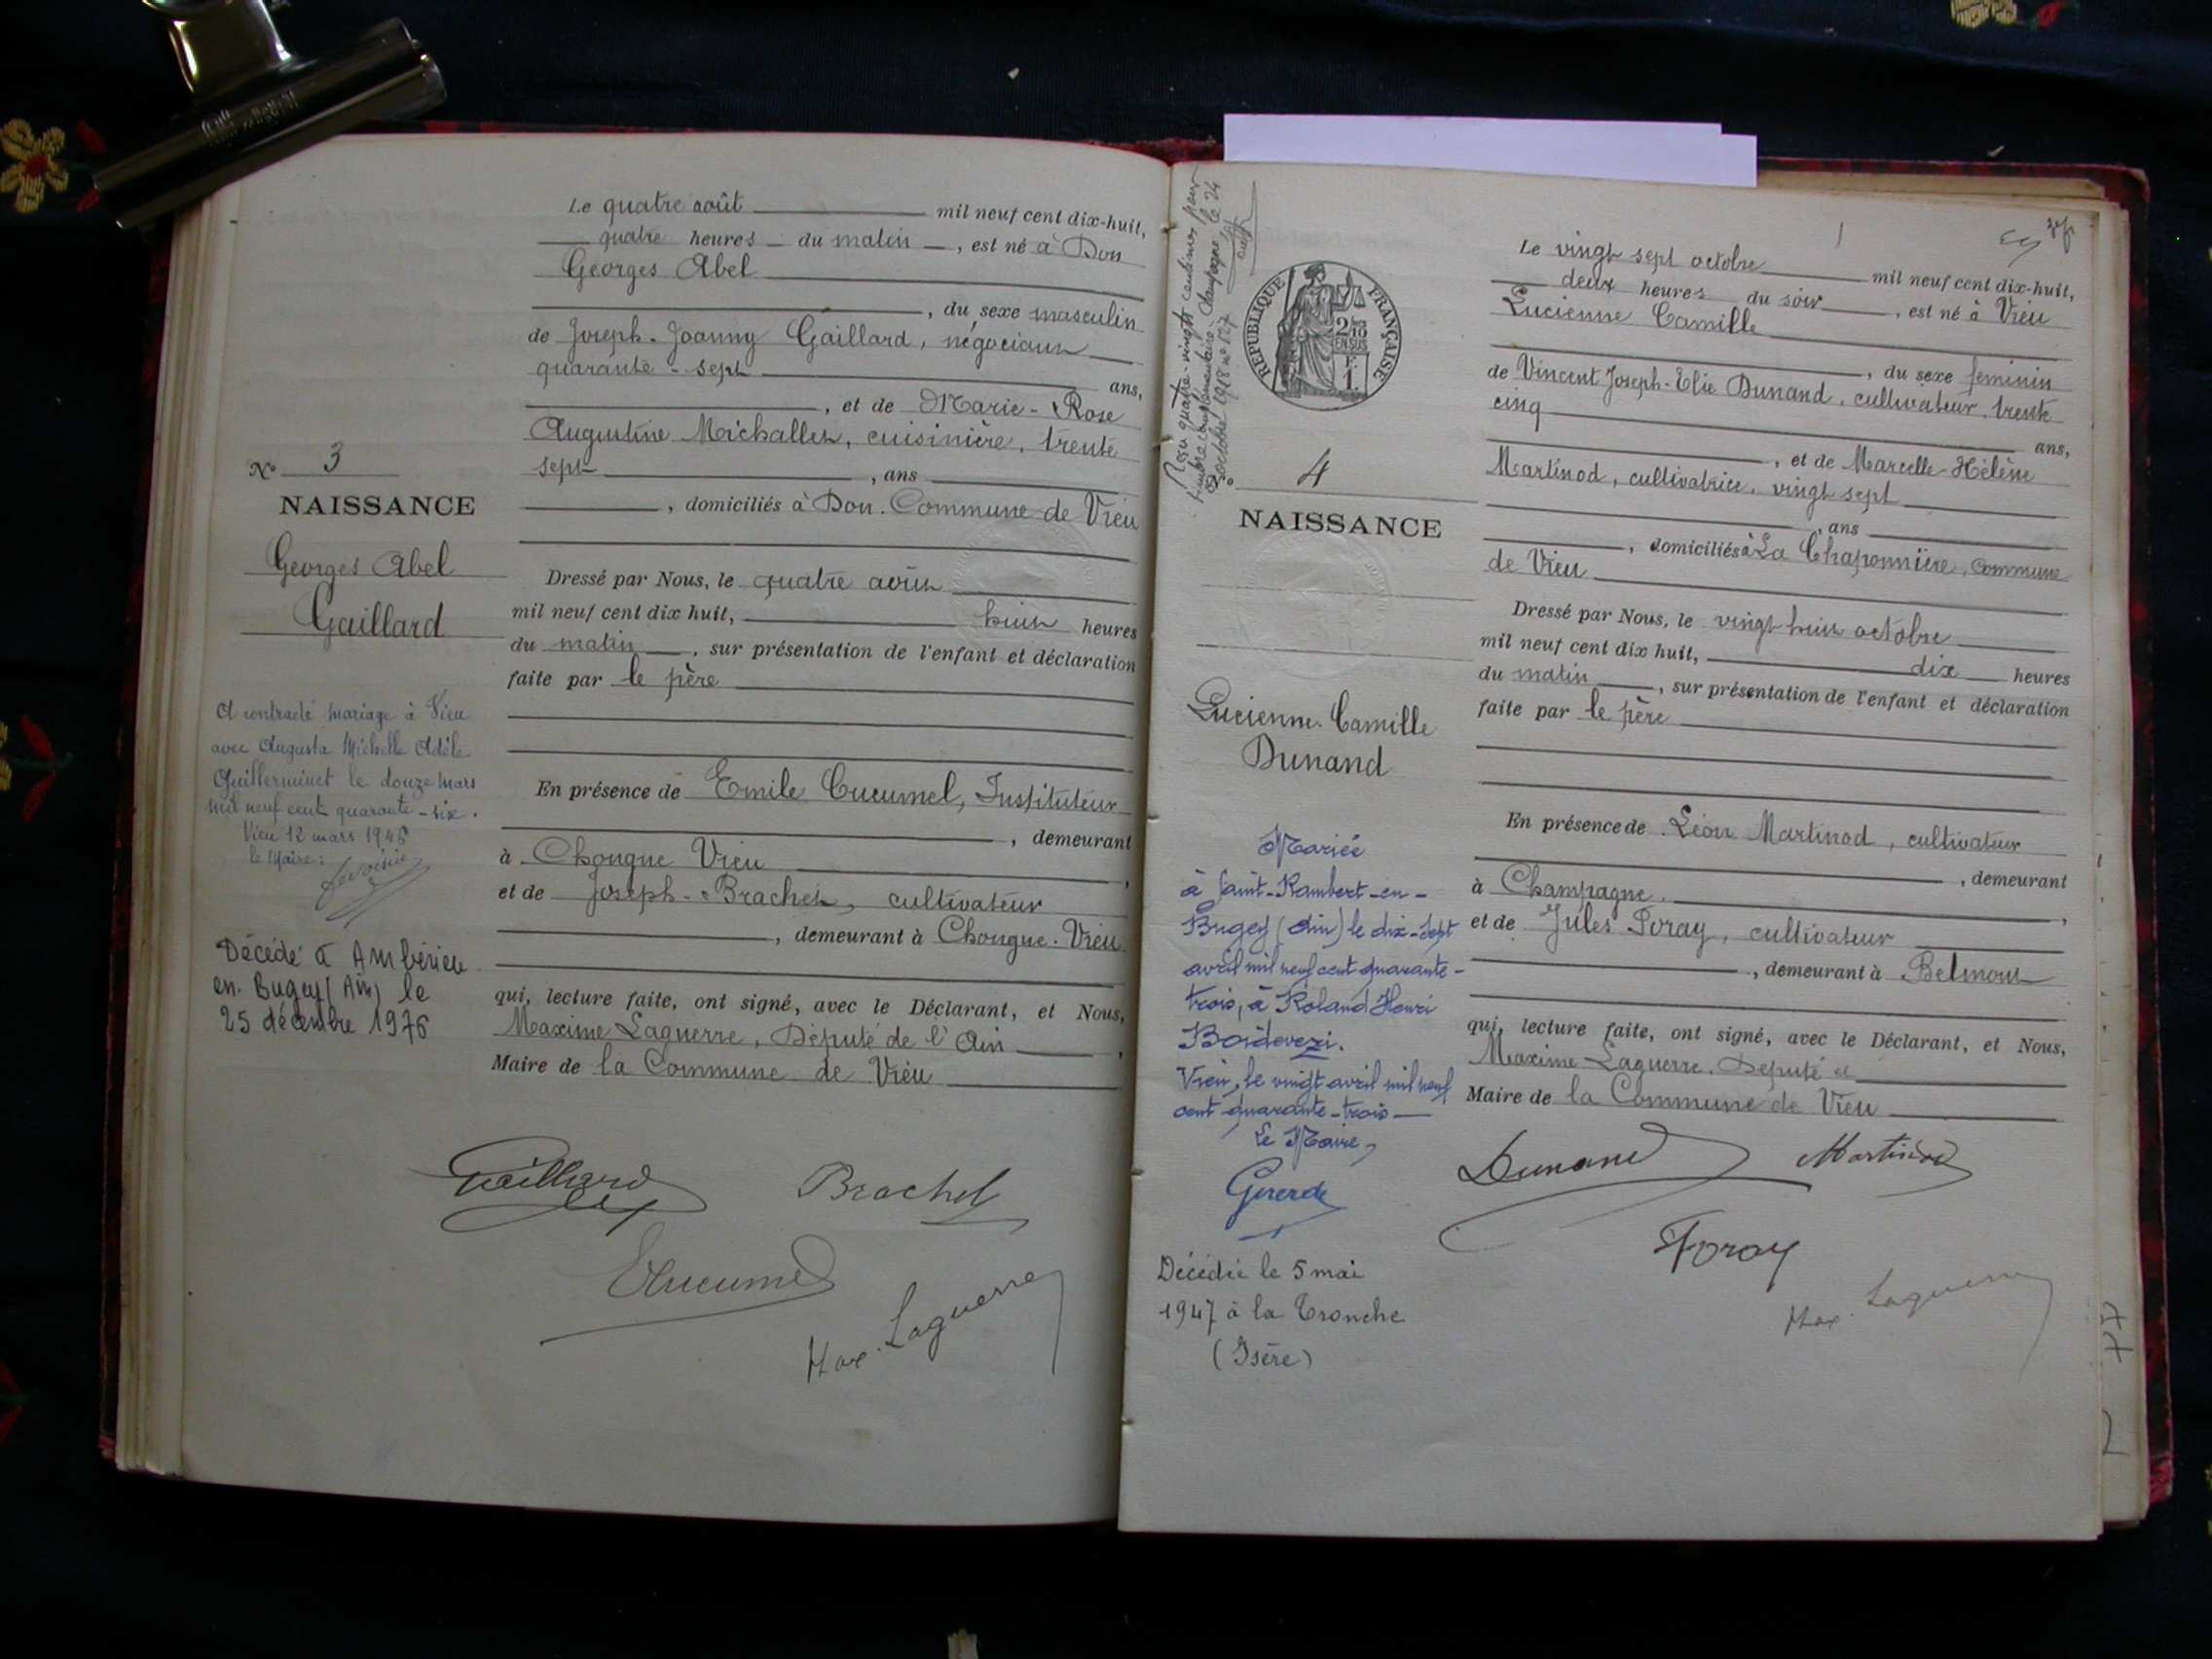 Le quatre août mil neuf cent dix-huit,
quatre heures du matin, est né à Don
Georges Abel
, du sexe masculin
de Joseph-Joanny Gaillard, négociant
quarante-sept ans,
, et de Marie-Rose
Augustine Michallet, cuisinière, trente
sept, ans
, domiciliés à Don. Commune de Vieu
N° 3
NAISSANCE
Georges Abel
Gaillard
Dressé par Nous, le quatre août
mil neuf cent dix huit, huit heures
du matin, sur présentation de l'enfant et déclaration
faite par le père
A contracté mariage à Vieu
avec Augusta Michelle Adèle
Guillerminet le douze mars
mil neuf cent quarante-six.
Vieu 12 mars 1946
le Maire:
En présence de Emile Cucumel, Instituteur
, demeurant
à Chongne Vieu,
et de Joseph-Brachet, cultivateur
, demeurant à Chongne-Vieu
Décédé à Ambérieu
en-Bugey (Ain) le
25 décembre 1976
qui, lecture faite, ont signé, avec le Déclarant, et Nous,
Maxime Laguerre, Député de l'Ain,
Maire de la Commune de Vieu
Gaillard
Brachet
Cucumel
Max. Laguerre
REPUBLIQUE FRANÇAISE
2/10 EN SUS
1F.
Le vingt sept octobre mil neuf cent dix-huit,
deux heures du soir, est né à Vieu
Lucienne Camille
, du sexe féminin
de Vincent Joseph-Elie Dunand, cultivateur, trente
cinq ans,
, et de Marcelle-Hélène
Martinod, cultivatrice, vingt sept
, ans
, domiciliés à La Chaponnière, Commune
de Vieu
4
NAISSANCE
Lucienne-Camille
Dunand
Dressé par Nous, le vingt huit octobre
mil neuf cent dix huit, dix heures
du matin, sur présentation de l'enfant et déclaration
faite par le père
En présence de Léon Martinod, cultivateur
, demeurant
à Champagne,
et de Jules Foray, cultivateur
, demeurant à Belmont
qui, lecture faite, ont signé, avec le Déclarant, et Nous,
Maxime Laguerre, Député et
Maire de la Commune de Vieu
Mariée
à Saint-Rambert-en-
Bugey (Ain) le dix-sept
avril mil neuf cent quarante-
trois, à Roland Henri
Vieu, le vingt avril mil neuf
cent quarante-trois
Le Maire,
Décédée le 5 mai
1947 à la Tronche
(Isère)
Dunand
Martinod
Foray
Max. Laguerre